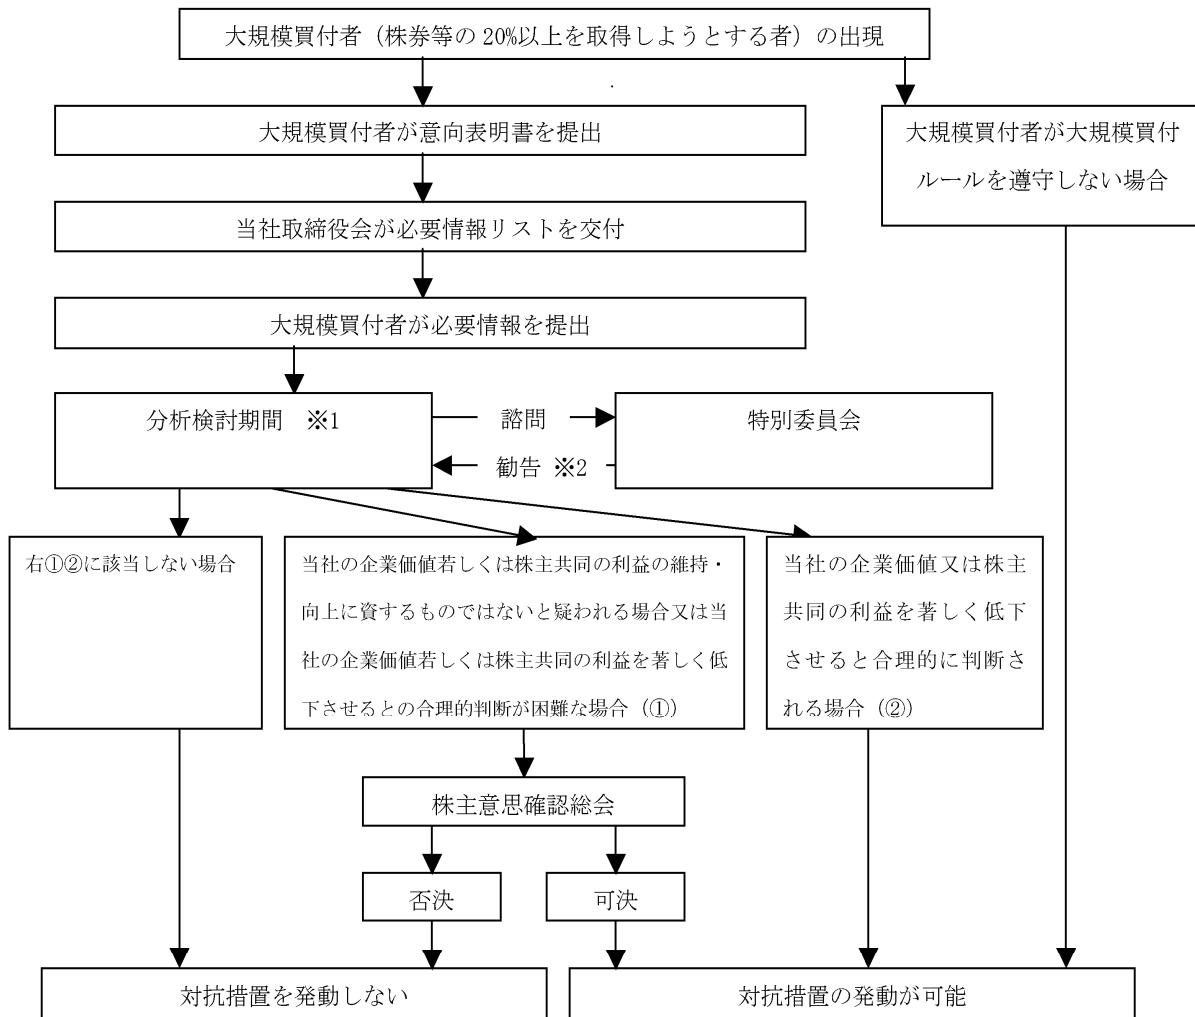 大規模買付者（株券等の 20%以上を取得しようとする者）の出現
大規模買付者が意向表明書を提出
大規模買付者が大規模買付
ルールを遵守しない場合
当社取締役会が必要情報リストを交付
大規模買付者が必要情報を提出
分析検討期間 ※1
諮問
特別委員会
勧告 ※2
右①②に該当しない場合
当社の企業価値若しくは株主共同の利益の維持・
向上に資するものではないと疑われる場合又は当
社の企業価値若しくは株主共同の利益を著しく低
下させるとの合理的判断が困難な場合（①）
当社の企業価値又は株主
共同の利益を著しく低下
させると合理的に判断さ
れる場合（②）
株主意思確認総会
否決
可決
対抗措置を発動しない
対抗措置の発動が可能